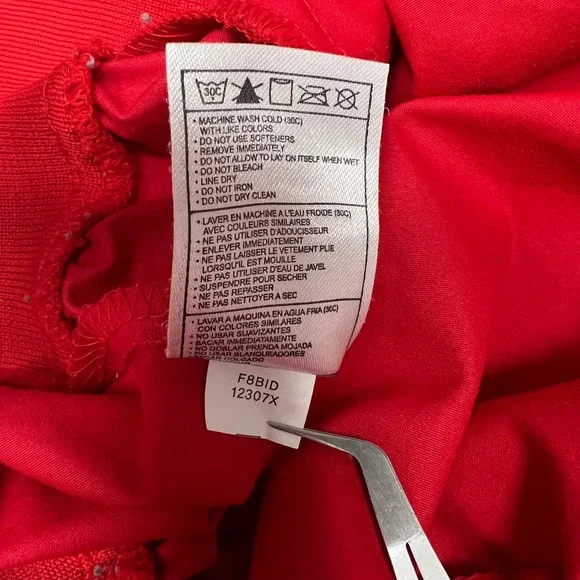 30C
• MACHINE WASH COLD (30C)
WITH LIKE COLORS
• DO NOT USE SOFTENERS
• REMOVE IMMEDIATELY
• DO NOT ALLOW TO LAY ON ITSELF WHEN WET
• DO NOT BLEACH
• LINE DRY
• DO NOT IRON
• DO NOT DRY CLEAN
• LAVER EN MACHINE A L'EAU FROIDE (30C)
AVEC COULEURS SIMILAIRES
• NE PAS UTILISER D'ADOUCISSEUR
• ENLEVER IMMEDIATEMENT
• NE PAS LAISSER LE VETEMENT PLIE
LORSQU'IL EST MOUILLE
• NE PAS UTILISER D'EAU DE JAVEL
• SUSPENDRE POUR SECHER
• NE PAS REPASSER
• NE PAS NETTOYER A SEC
• LAVAR A MAQUINA EN AGUA FRIA (30C)
CON COLORES SIMILARES
• NO USAR SUAVIZANTES
• SACAR INMEDIATAMENTE
• NO DOBLAR PRENDA MOJADA
• NO USAR BLANQUEADORES
COLGADO
F8BID
12307X